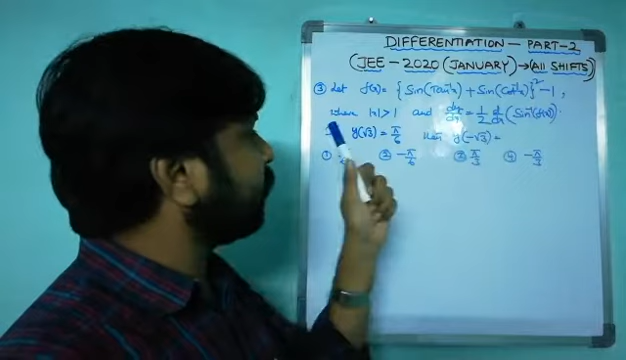 DIFFERENTIATION — PART-2
(JEE - 2020 (JANUARY) → (All SHIFTS)
③ Let f(x) = {Sin(Tan⁻¹x) + Sin(Cot⁻¹x)}² - 1,
where |x| > 1 and dy/dx = 1/2 d/dx (Sin⁻¹(f(x)).
y(√3) = π/6 then y(-√3) =
① ② -π/6 ③ π/3 ④ -π/3